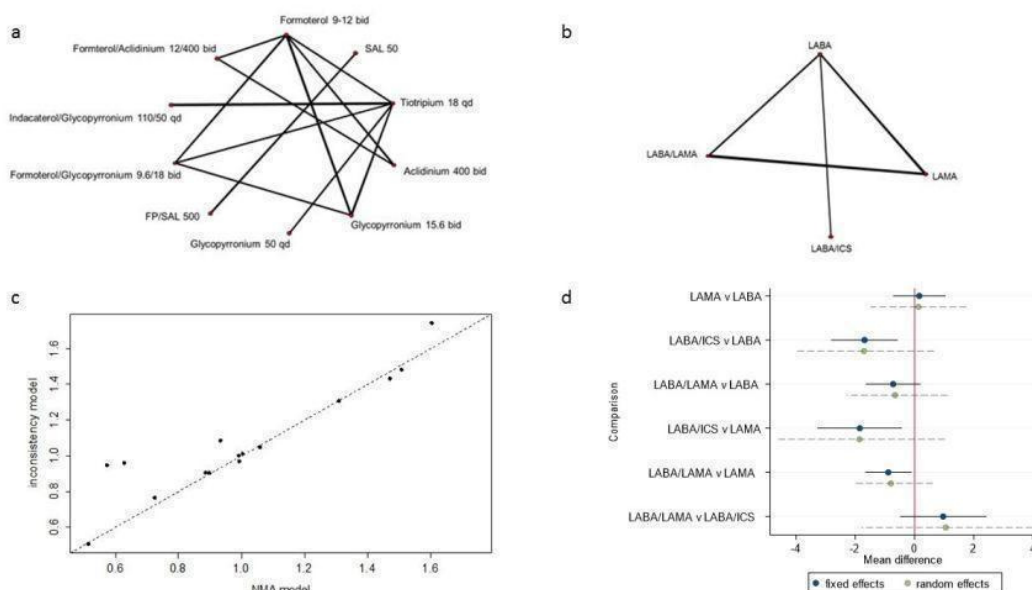 a
Formoterol 9-12 bid
SAL 50
Formterol/Aclidinium 12/400 bid
Tiotripium 18 qd
Indacaterol/Glycopyrronium 110/50 qd
Formoterol/Glycopyrronium 9.6/18 bid
Aclidinium 400 bid
FP/SAL 500
Glycopyrronium 15.6 bid
Glycopyrronium 50 qd
b
LABA
LABA/LAMA
LAMA
LABA/ICS
c
inconsistency model
1.6
1.4
1.2
1.0
0.8
0.6
0.6 0.8 1.0 1.2 1.4 1.6
NMA model
d
Comparison
LAMA v LABA
LABA/ICS v LABA
LABA/LAMA v LABA
LABA/ICS v LAMA
LABA/LAMA v LAMA
LABA/LAMA v LABA/ICS
-4 -2 0 2 4
Mean difference
fixed effects random effects